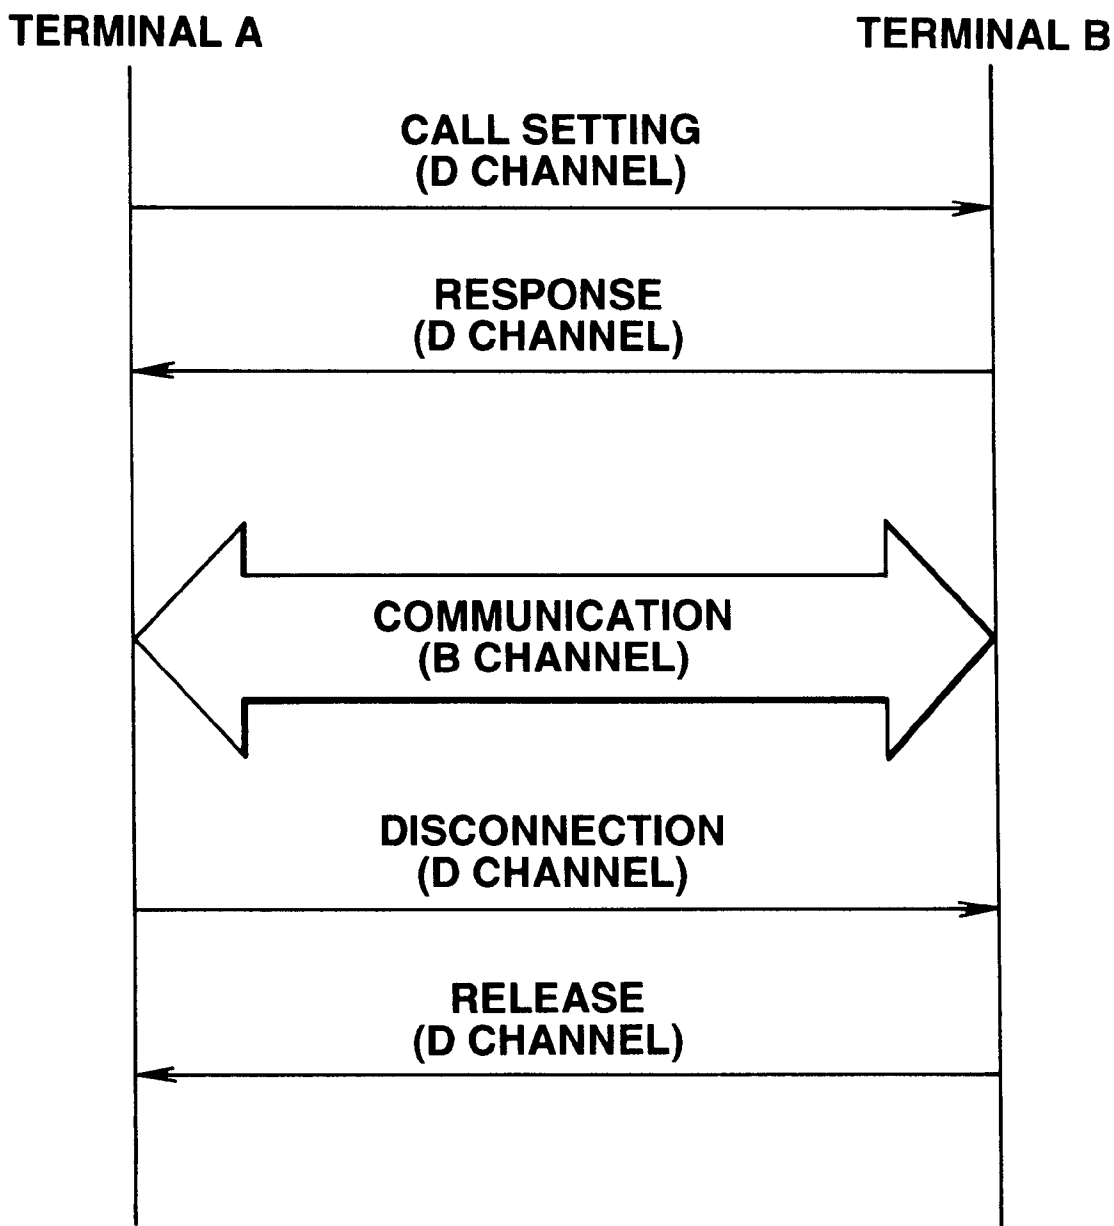 TERMINAL A
TERMINAL B
CALL SETTING
(D CHANNEL)
RESPONSE
(D CHANNEL)
COMMUNICATION
(B CHANNEL)
DISCONNECTION
(D CHANNEL)
RELEASE
(D CHANNEL)